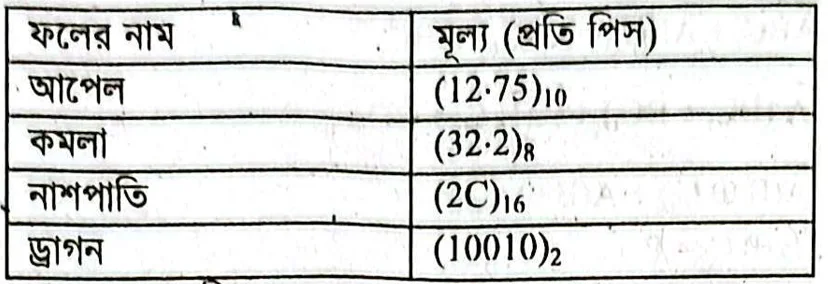 ফলের নাম	মূল্য (প্রতি পিস)
আপেল	(12·75)₁₀
কমলা	(32·2)₈
নাশপাতি	(2C)₁₆
ড্রাগন	(10010)₂